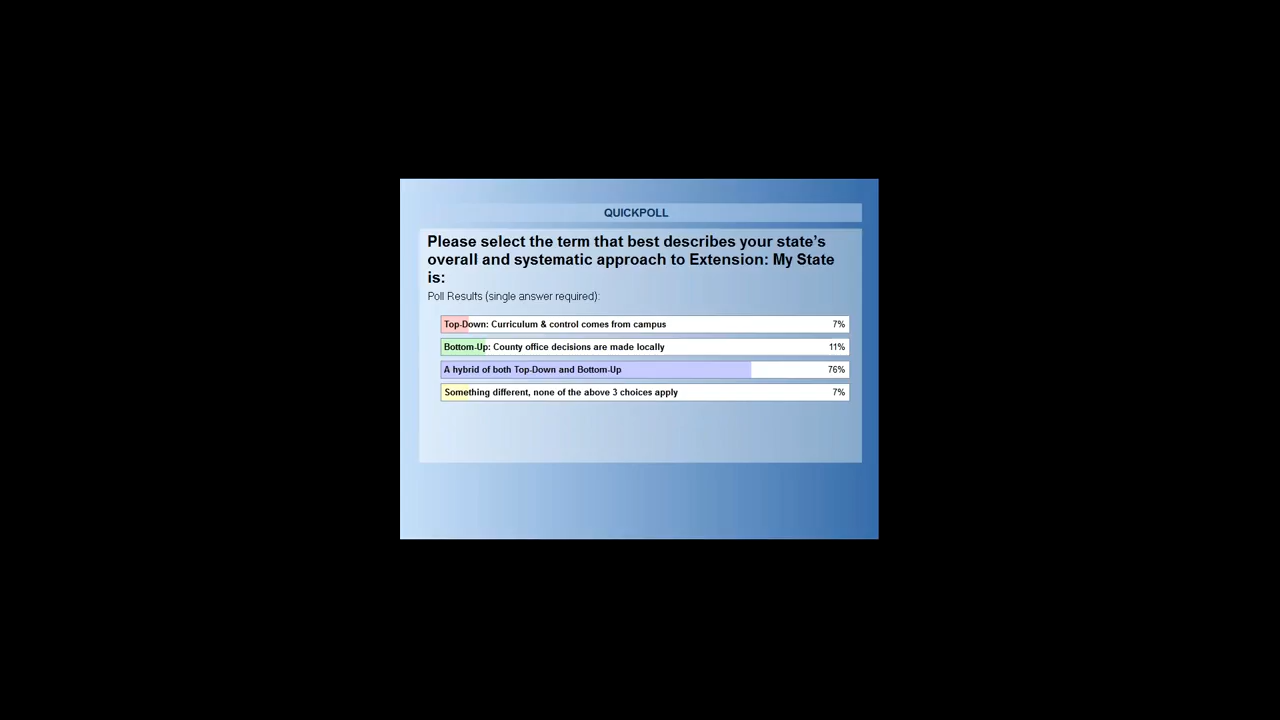 QUICKPOLL
Please select the term that best describes your state’s
overall and systematic approach to Extension: My State
is:
Poll Results (single answer required):
Top-Down: Curriculum & control comes from campus 7%
Bottom-Up: County office decisions are made locally 11%
A hybrid of both Top-Down and Bottom-Up 76%
Something different, none of the above 3 choices apply 7%